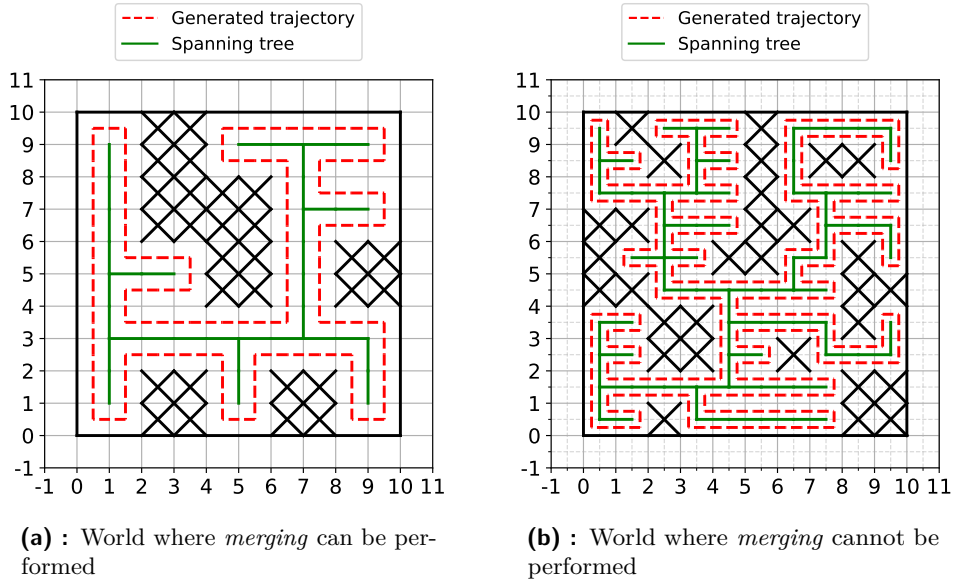 Generated trajectory
Spanning tree
Generated trajectory
Spanning tree
11
10
9
8
7
6
5
4
3
2
1
0
-1
-1 0 1 2 3 4 5 6 7 8 9 10 11
11
10
9
8
7
6
5
4
3
2
1
0
-1
-1 0 1 2 3 4 5 6 7 8 9 10 11
(a) : World where merging can be per-
formed
(b) : World where merging cannot be
performed